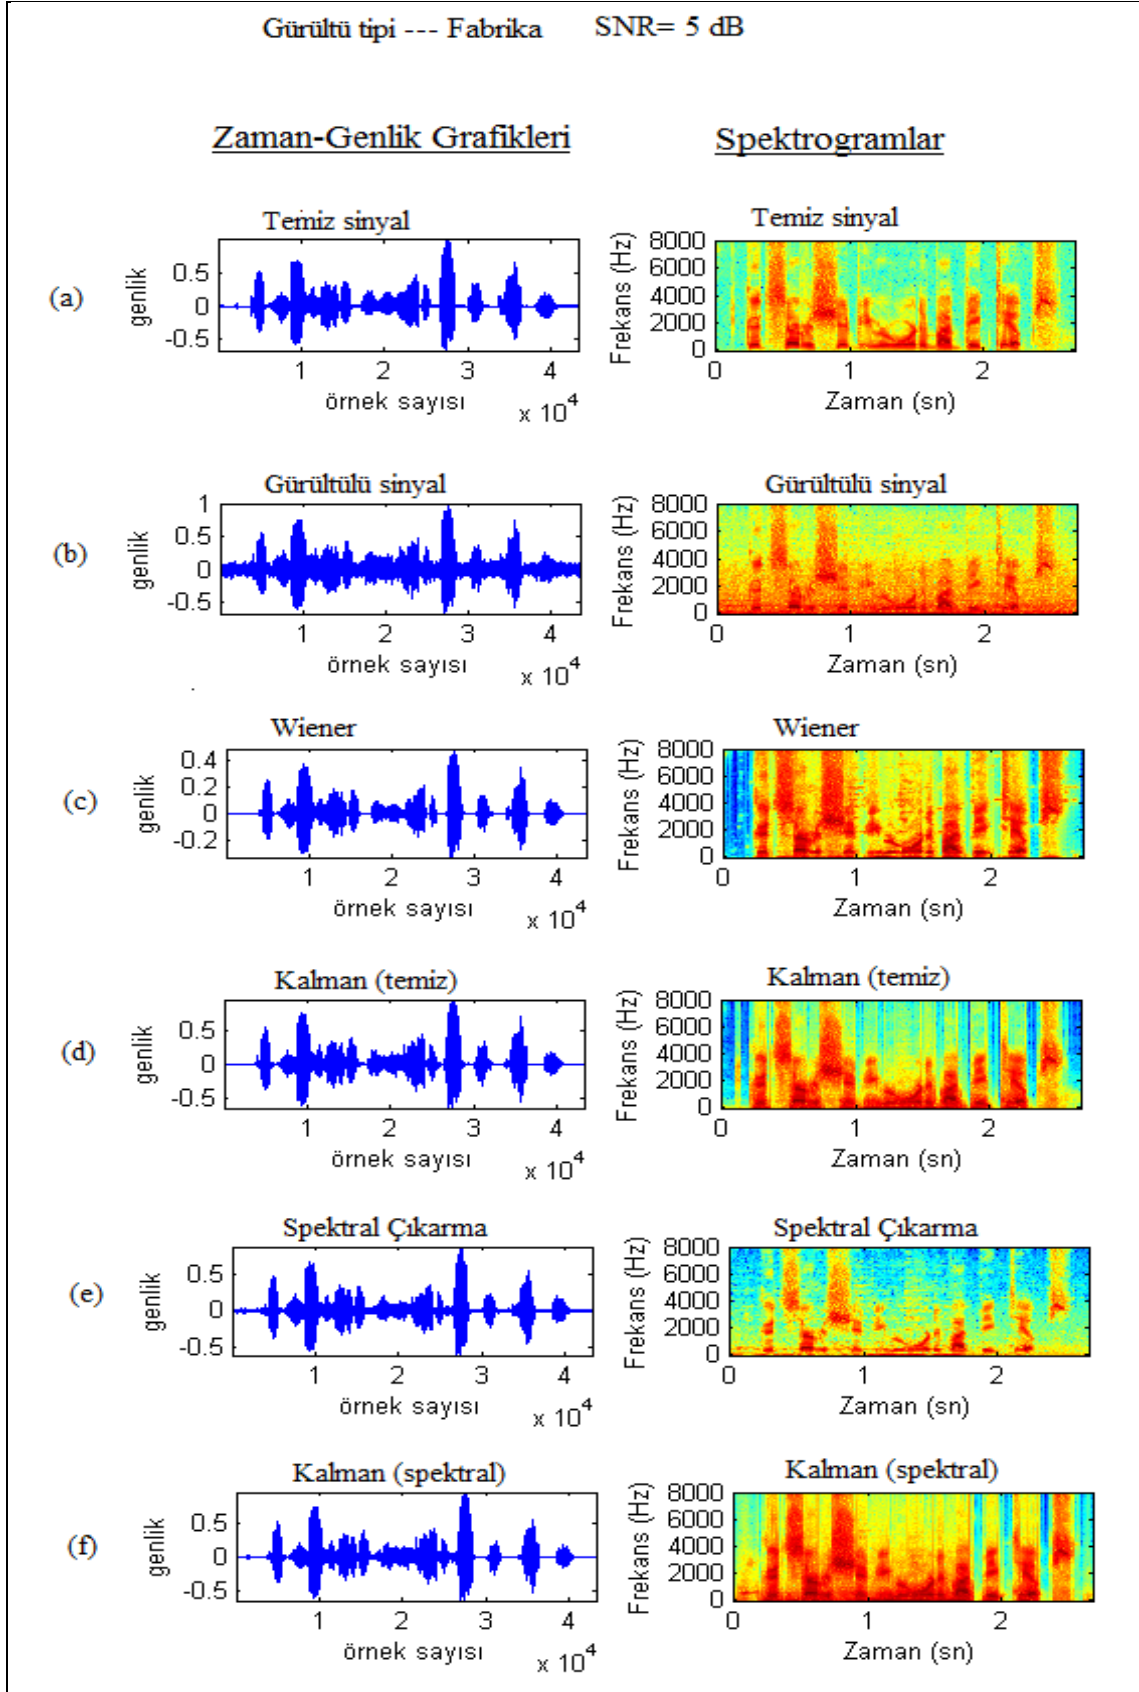 Gürültü tipi --- Fabrika SNR= 5 dB
Zaman-Genlik Grafikleri
Spektrogramlar
(a)
Temiz sinyal
genlik
0.5
0
-0.5
1 2 3 4
örnek sayısı
x 10^4
Temiz sinyal
Frekans (Hz)
8000
6000
4000
2000
0
0 1 2
Zaman (sn)
(b)
Gürültülü sinyal
genlik
1
0.5
0
-0.5
1 2 3 4
örnek sayısı
x 10^4
Gürültülü sinyal
Frekans (Hz)
8000
6000
4000
2000
0
0 1 2
Zaman (sn)
(c)
Wiener
genlik
0.4
0.2
0
-0.2
1 2 3 4
örnek sayısı
x 10^4
Wiener
Frekans (Hz)
8000
6000
4000
2000
0
0 1 2
Zaman (sn)
(d)
Kalman (temiz)
genlik
0.5
0
-0.5
1 2 3 4
örnek sayısı
x 10^4
Kalman (temiz)
Frekans (Hz)
8000
6000
4000
2000
0
0 1 2
Zaman (sn)
(e)
Spektral Çıkarma
genlik
0.5
0
-0.5
1 2 3 4
örnek sayısı
x 10^4
Spektral Çıkarma
Frekans (Hz)
8000
6000
4000
2000
0
0 1 2
Zaman (sn)
(f)
Kalman (spektral)
genlik
0.5
0
-0.5
1 2 3 4
örnek sayısı
x 10^4
Kalman (spektral)
Frekans (Hz)
8000
6000
4000
2000
0
0 1 2
Zaman (sn)